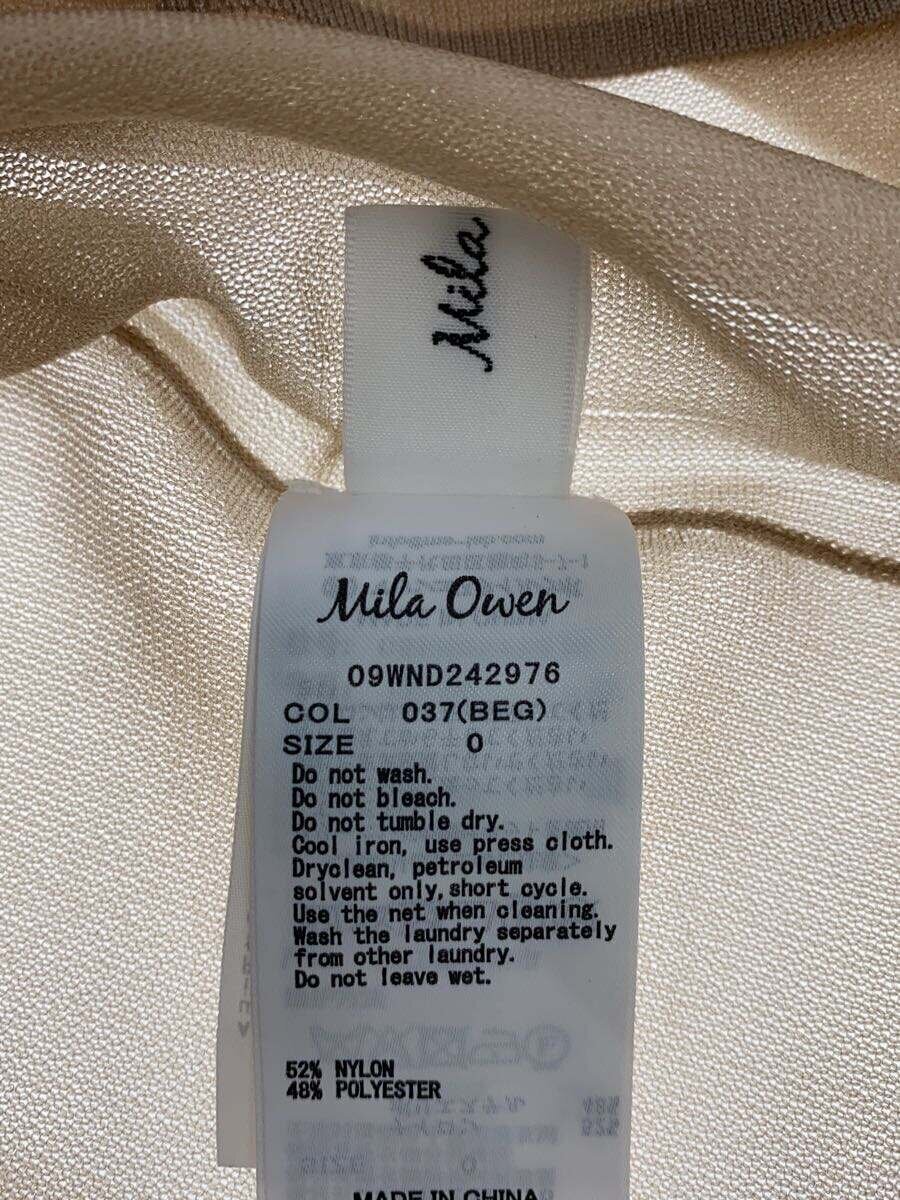 Mila
Mila Owen
09WND242976
COL 037(BEG)
SIZE 0
Do not wash.
Do not bleach.
Do not tumble dry.
Cool iron, use press cloth.
Dryclean, petroleum
solvent only, short cycle.
Use the net when cleaning.
Wash the laundry separately
from other laundry.
Do not leave wet.
52% NYLON
48% POLYESTER
MADE IN CHINA